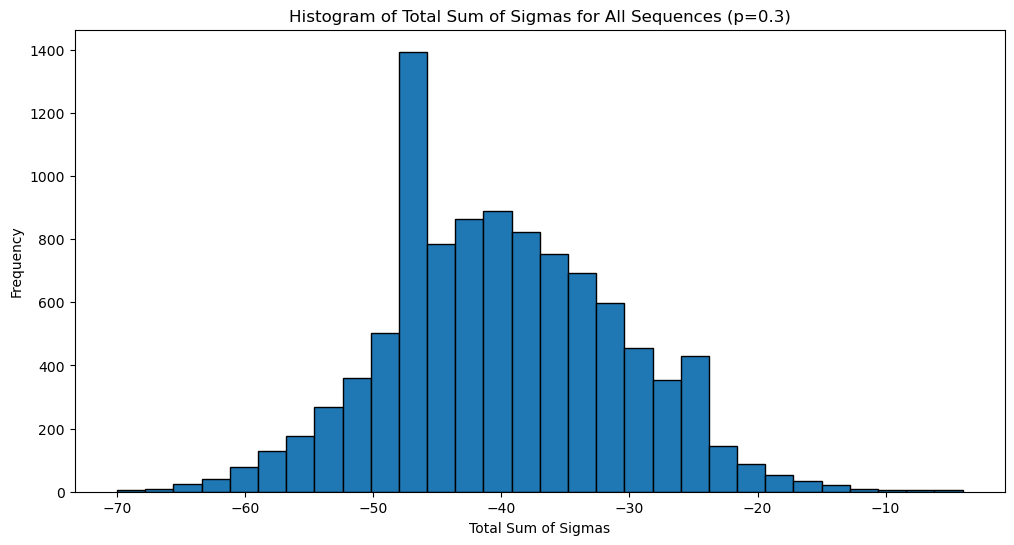 Histogram of Total Sum of Sigmas for All Sequences (p=0.3)
1400
1200
1000
800
600
400
200
0
Frequency
−70 −60 −50 −40 −30 −20 −10
Total Sum of Sigmas